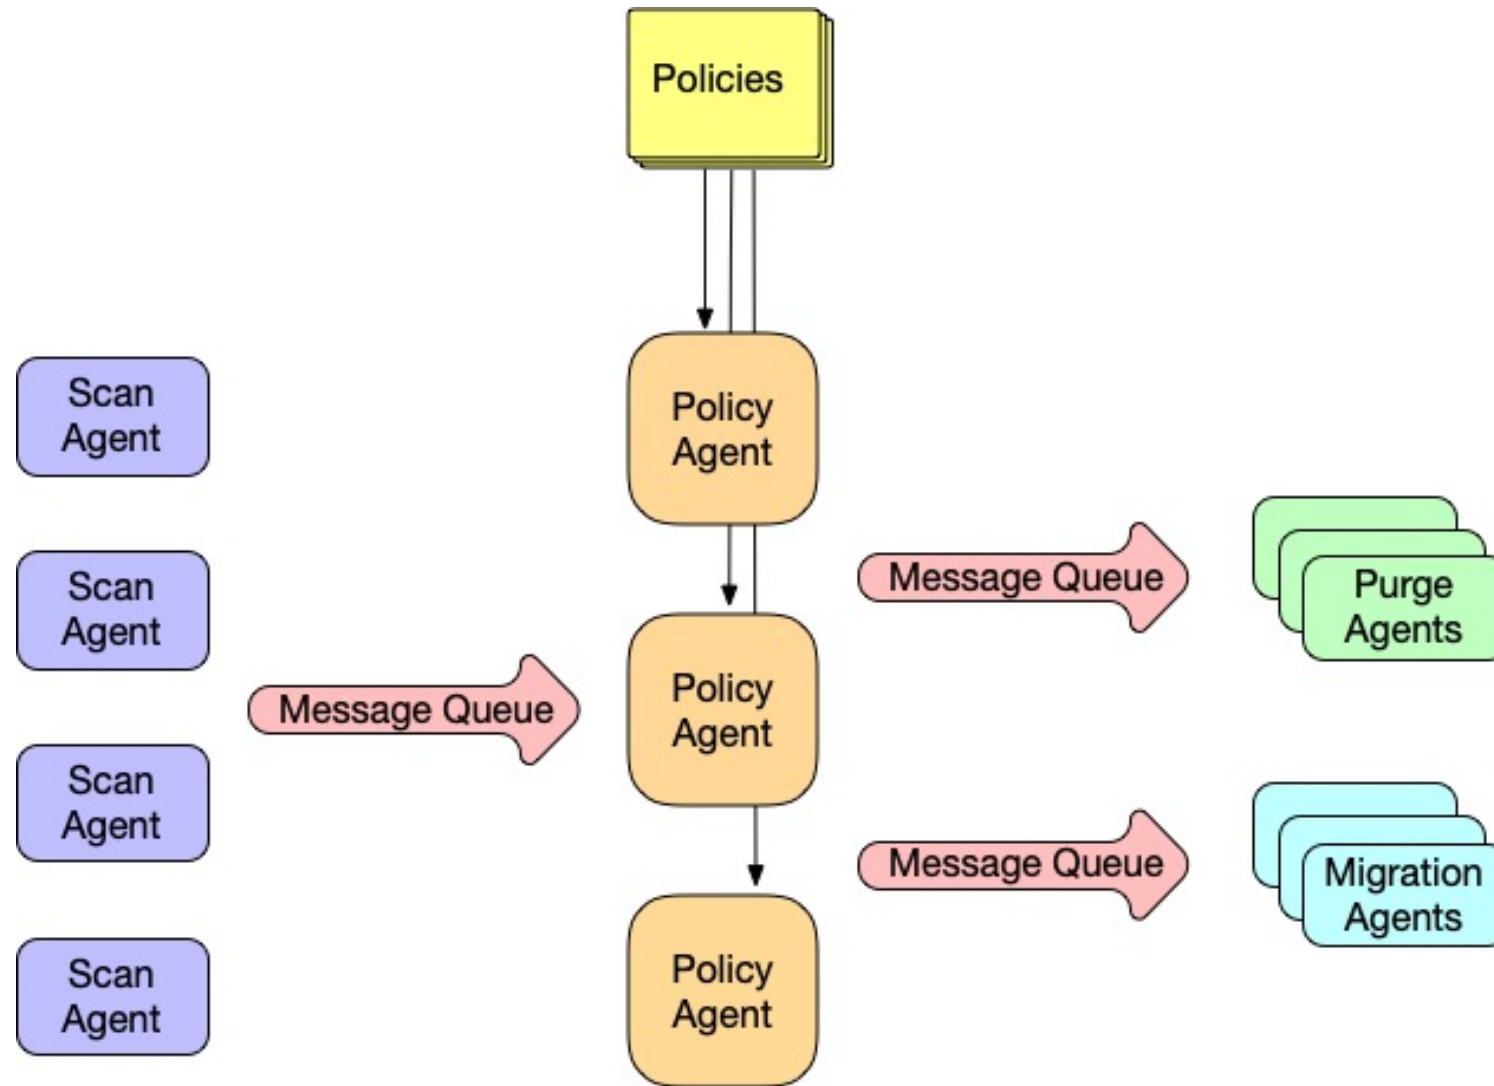 Policies
Scan
Agent
Scan
Agent
Scan
Agent
Scan
Agent
Message Queue
Policy
Agent
Policy
Agent
Policy
Agent
Message Queue
Message Queue
Purge
Agents
Migration
Agents